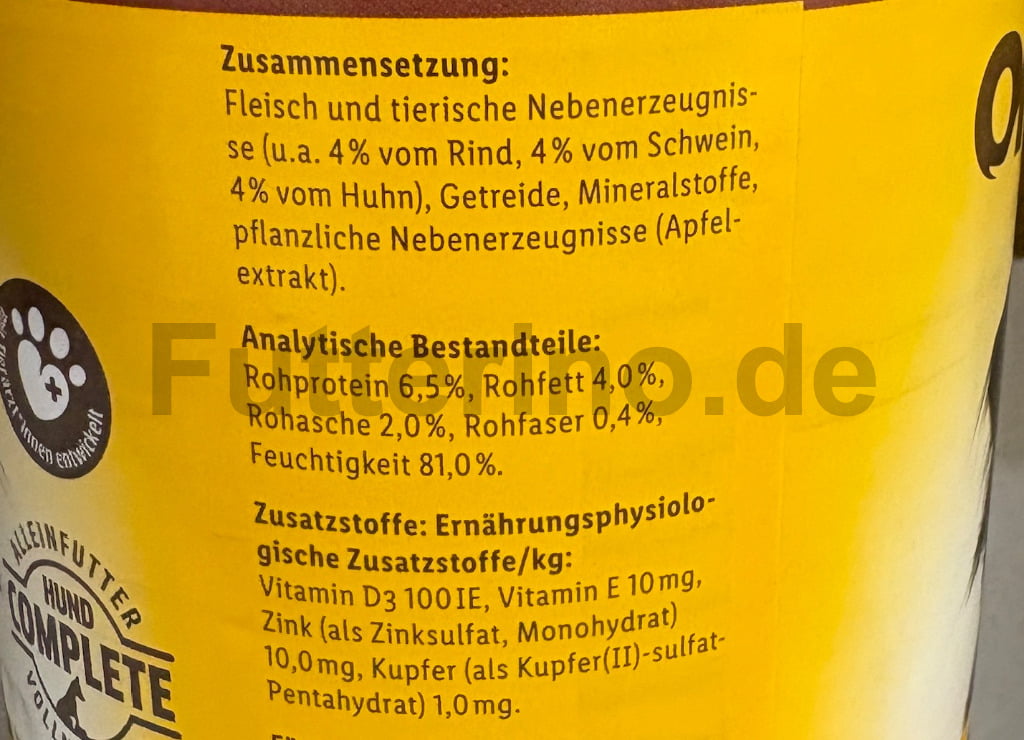 Zusammensetzung:
Fleisch und tierische Nebenerzeugnis-
se (u.a. 4% vom Rind, 4% vom Schwein,
4% vom Huhn), Getreide, Mineralstoffe,
pflanzliche Nebenerzeugnisse (Apfel-
extrakt).
Analytische Bestandteile:
Rohprotein 6,5%, Rohfett 4,0%,
Rohasche 2,0%, Rohfaser 0,4%,
Feuchtigkeit 81,0%.
Zusatzstoffe: Ernährungsphysiolo-
gische Zusatzstoffe/kg:
Vitamin D3 100 IE, Vitamin E 10 mg,
Zink (als Zinksulfat, Monohydrat)
10,0 mg, Kupfer (als Kupfer(II)-sulfat-
Pentahydrat) 1,0 mg.
Futterino.de
entwickelt
ALLEINFUTTER
HUND
COMPLETE